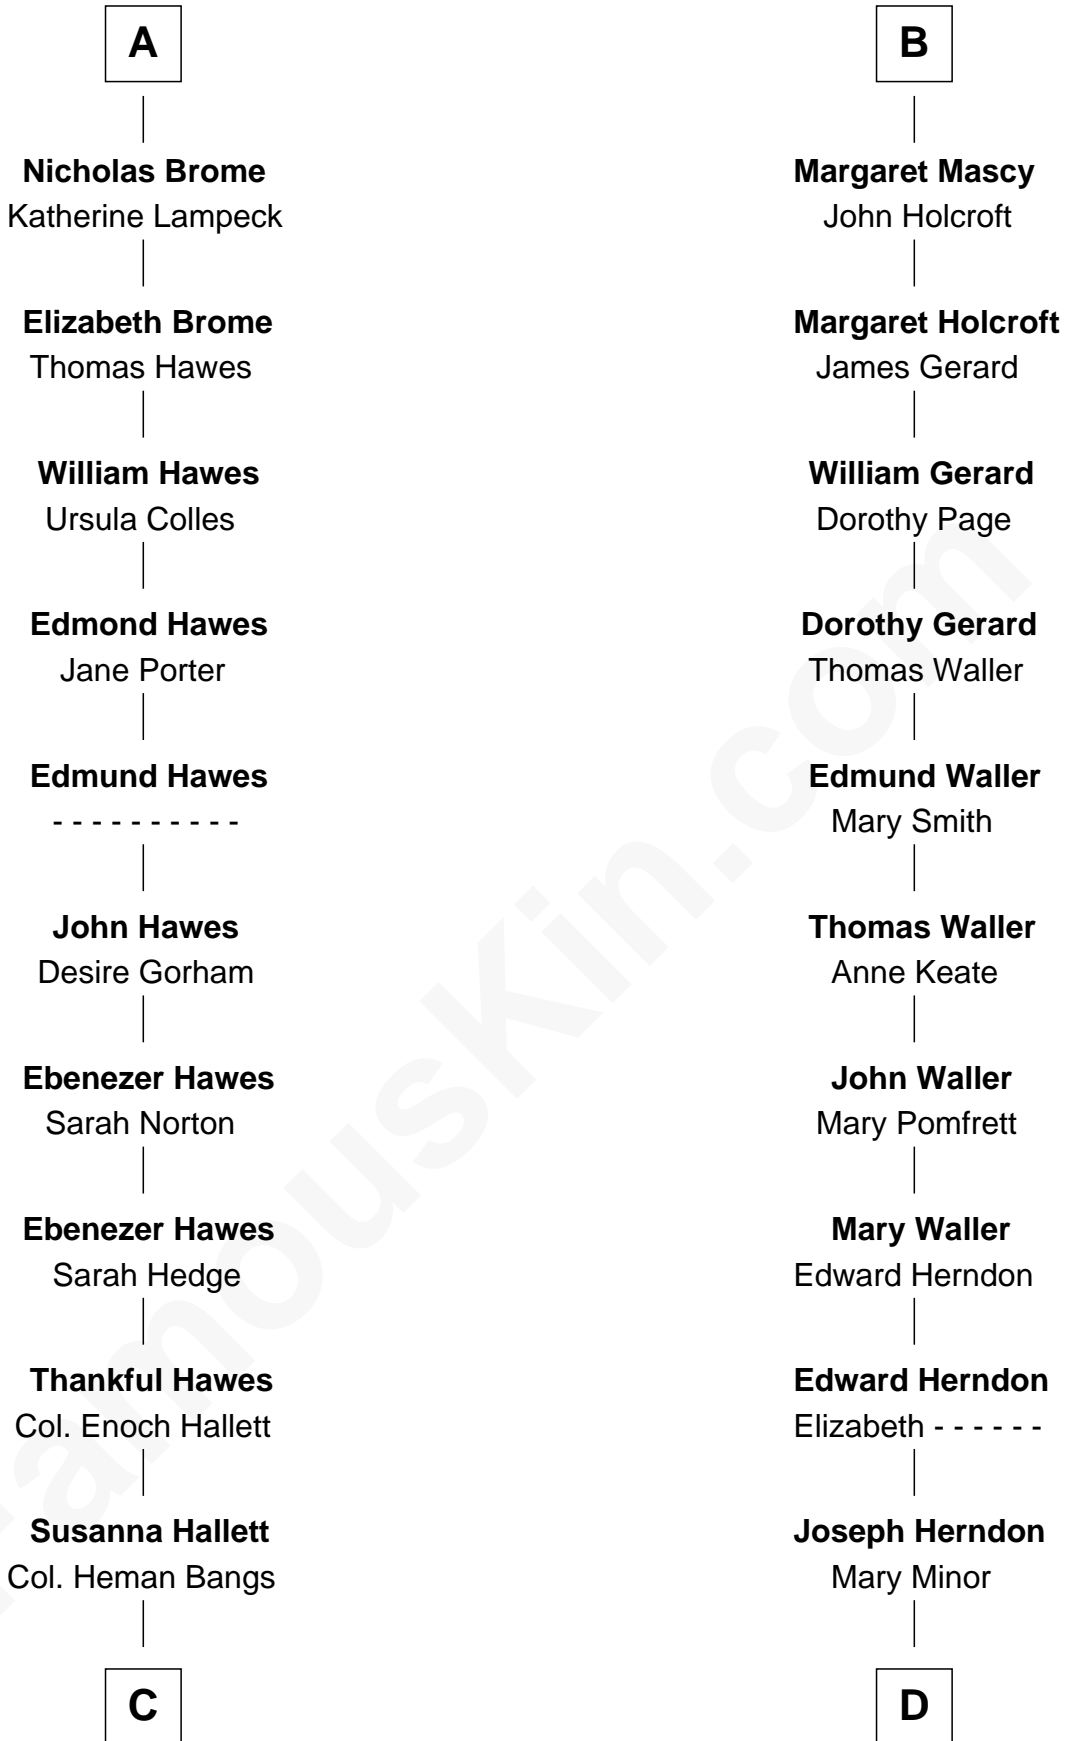 A
Nicholas Brome
Katherine Lampeck
Elizabeth Brome
Thomas Hawes
William Hawes
Ursula Colles
Edmond Hawes
Jane Porter
Edmund Hawes
- - - - - - - - - -
John Hawes
Desire Gorham
Ebenezer Hawes
Sarah Norton
Ebenezer Hawes
Sarah Hedge
Thankful Hawes
Col. Enoch Hallett
Susanna Hallett
Col. Heman Bangs
C
B
Margaret Mascy
John Holcroft
Margaret Holcroft
James Gerard
William Gerard
Dorothy Page
Dorothy Gerard
Thomas Waller
Edmund Waller
Mary Smith
Thomas Waller
Anne Keate
John Waller
Mary Pomfrett
Mary Waller
Edward Herndon
Edward Herndon
Elizabeth - - - - - -
Joseph Herndon
Mary Minor
D
FamousKin.com